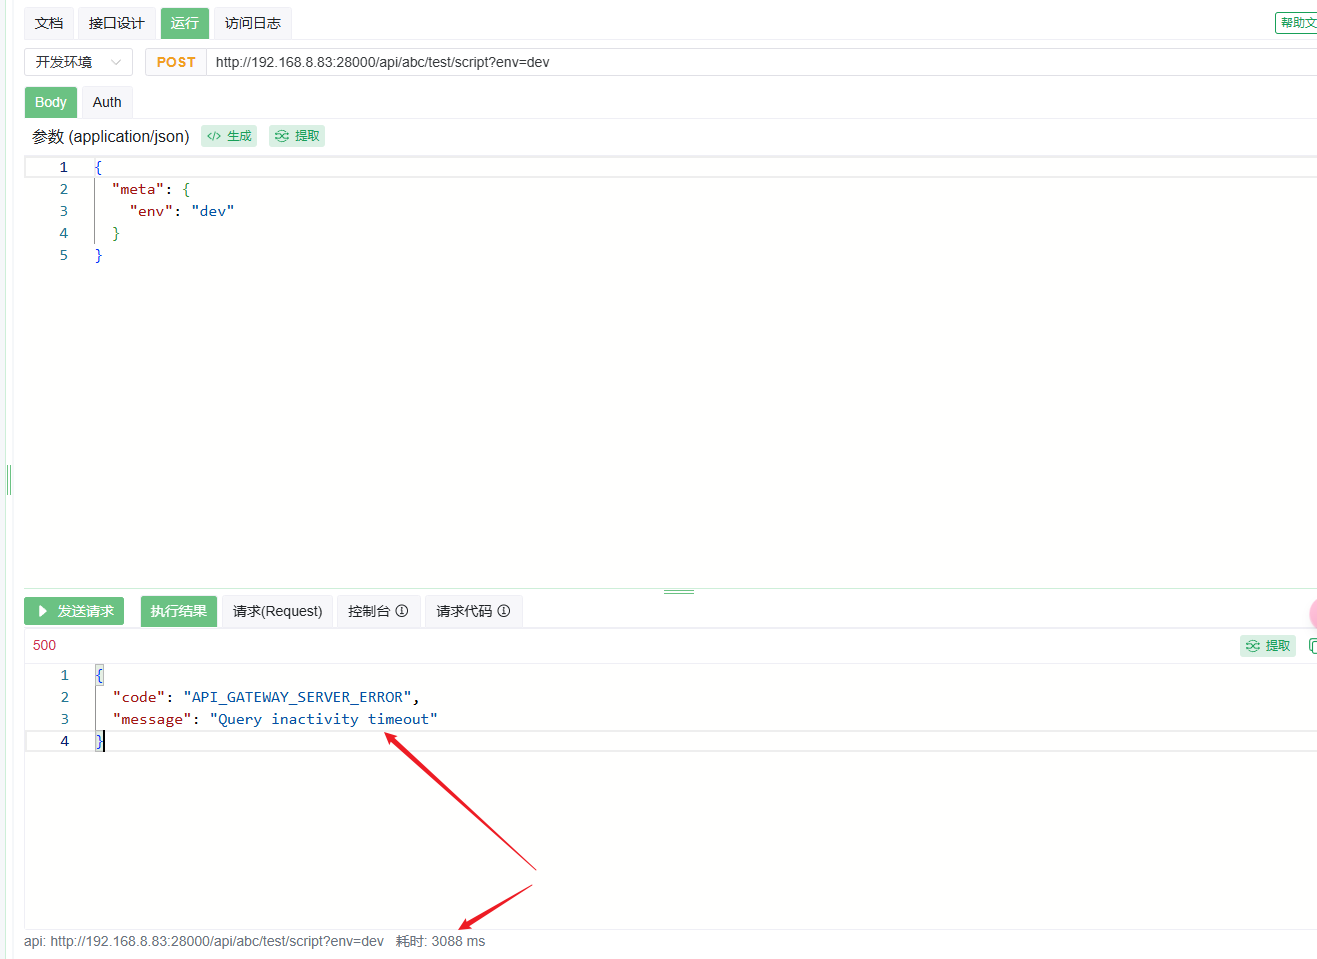 文档 接口设计 运行 访问日志 帮助文
开发环境 POST http://192.168.8.83:28000/api/abc/test/script?env=dev
Body Auth
参数 (application/json) </> 生成 提取
1 {
2 "meta": {
3 "env": "dev"
4 }
5 }
发送请求 执行结果 请求(Request) 控制台 请求代码
500 提取
1 {
2 "code": "API_GATEWAY_SERVER_ERROR",
3 "message": "Query inactivity timeout"
4 }
api: http://192.168.8.83:28000/api/abc/test/script?env=dev 耗时: 3088 ms